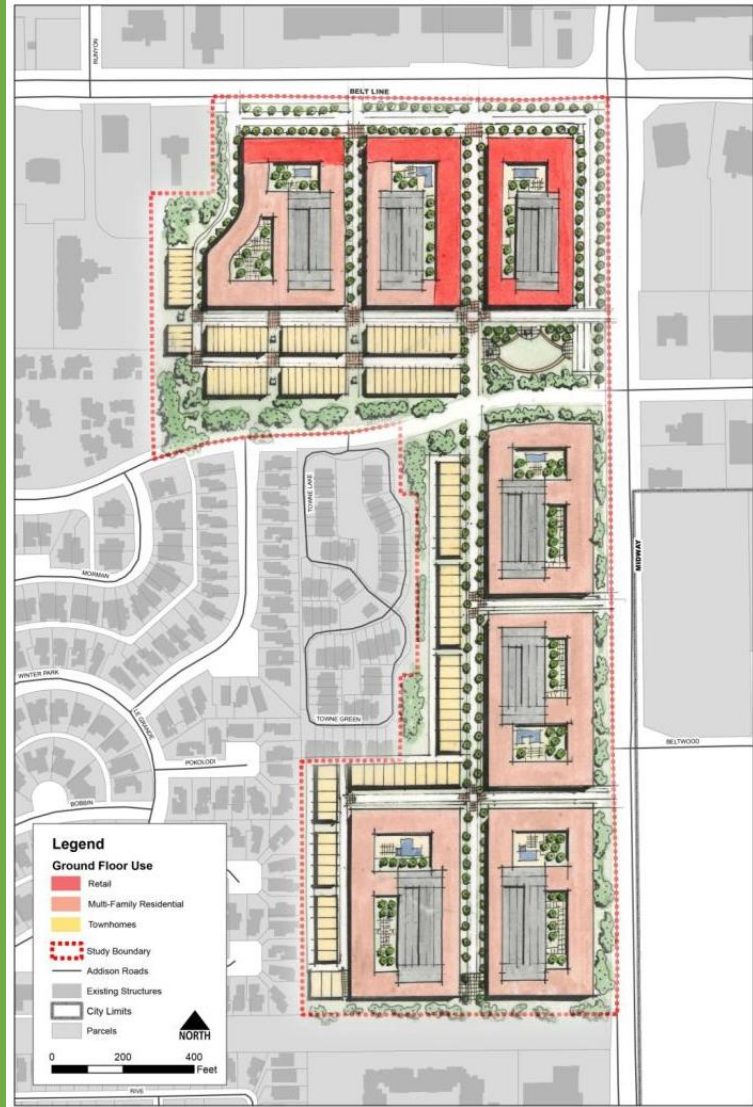 RUNYON
BELT LINE
TOWNE LAKE
MORMAN
MIDWAY
WINTER PARK
LE GRANDE
TOWNE GREEN
BELTWOOD
POKOLODI
BOBBIN
Legend
Ground Floor Use
Retail
Multi-Family Residential
Townhomes
Study Boundary
Addison Roads
Existing Structures
City Limits
Parcels
NORTH
0 200 400
Feet